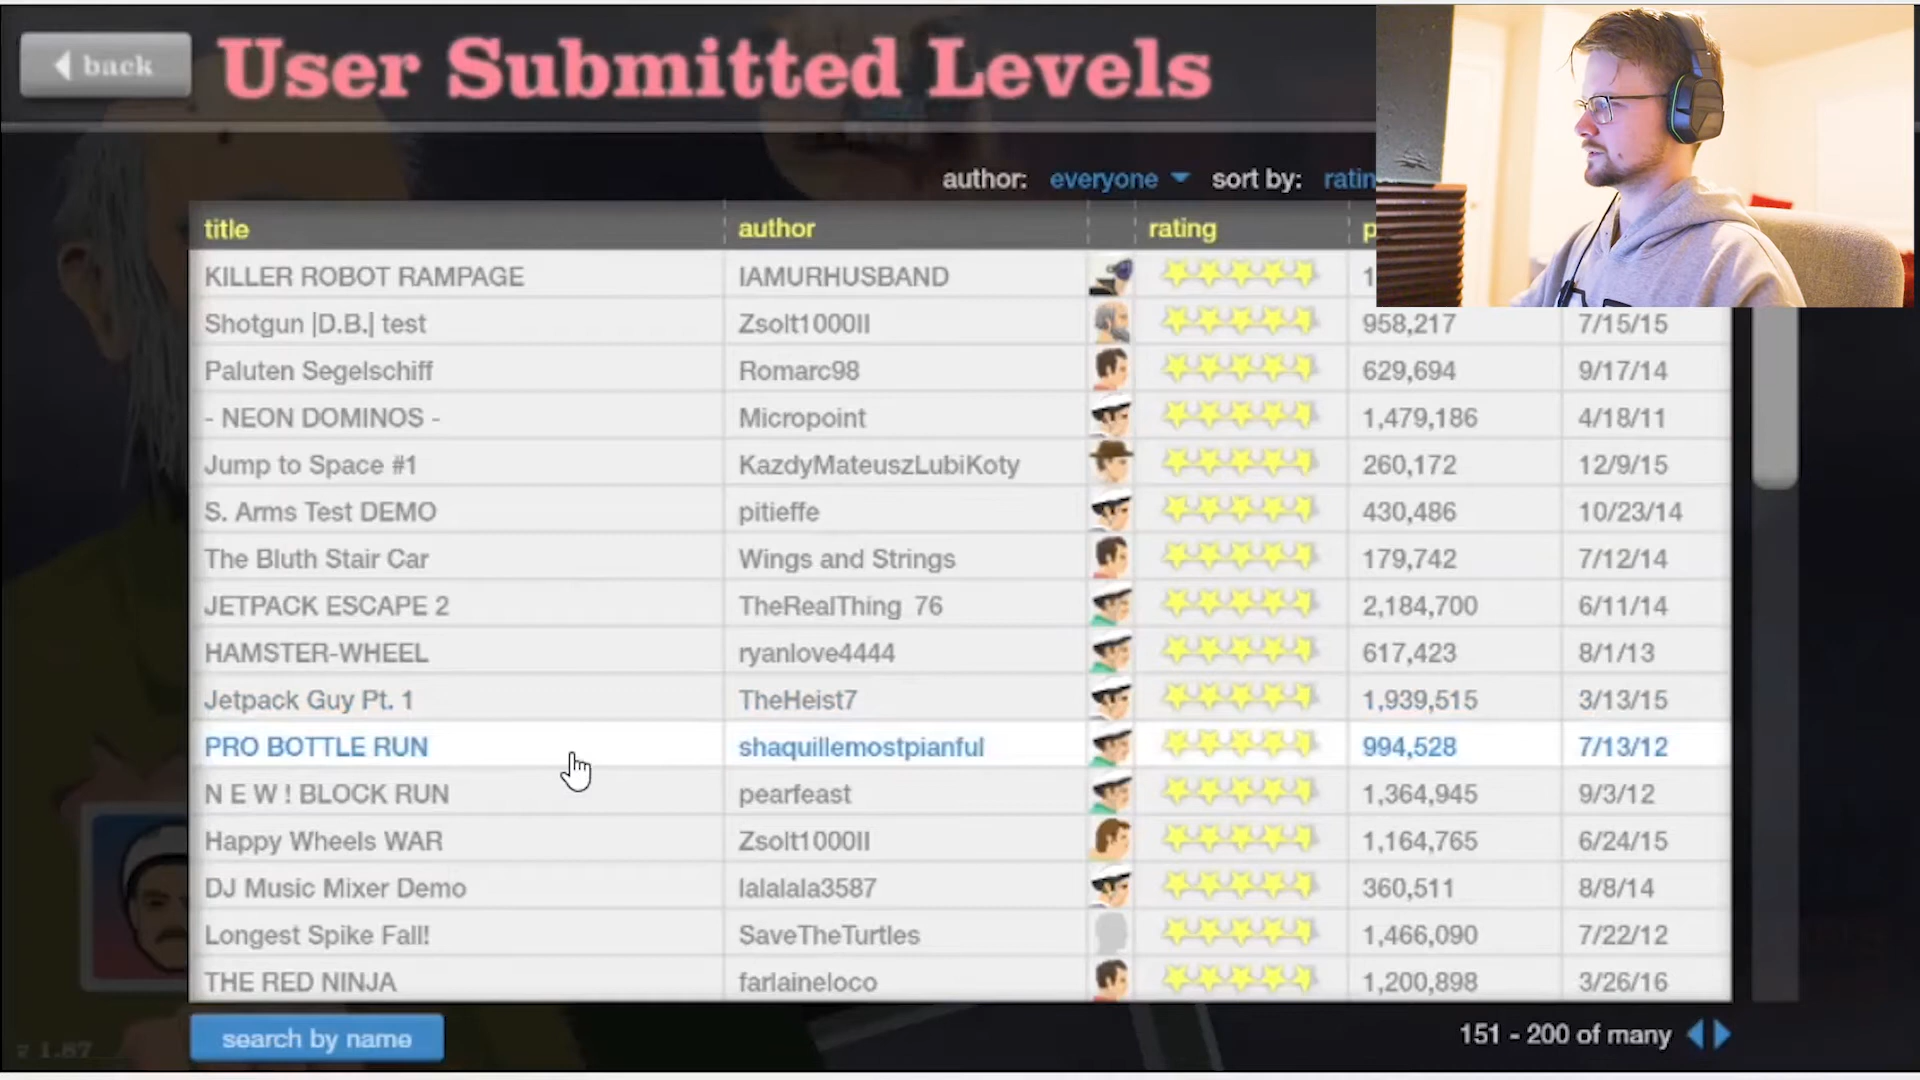 back
User Submitted Levels
author: everyone sort by: ratin
title author rating p
KILLER ROBOT RAMPAGE IAMURHUSBAND 1
Shotgun |D.B.| test Zsolt1000II 958,217 7/15/15
Paluten Segelschiff Romarc98 629,694 9/17/14
- NEON DOMINOS - Micropoint 1,479,186 4/18/11
Jump to Space #1 KazdyMateuszLubiKoty 260,172 12/9/15
S. Arms Test DEMO pitieffe 430,486 10/23/14
The Bluth Stair Car Wings and Strings 179,742 7/12/14
JETPACK ESCAPE 2 TheRealThing 76 2,184,700 6/11/14
HAMSTER-WHEEL ryanlove4444 617,423 8/1/13
Jetpack Guy Pt. 1 TheHeist7 1,939,515 3/13/15
PRO BOTTLE RUN shaquillemostpianful 994,528 7/13/12
N E W ! BLOCK RUN pearfeast 1,364,945 9/3/12
Happy Wheels WAR Zsolt1000II 1,164,765 6/24/15
DJ Music Mixer Demo lalalala3587 360,511 8/8/14
Longest Spike Fall! SaveTheTurtles 1,466,090 7/22/12
THE RED NINJA farlaineloco 1,200,898 3/26/16
search by name 151 - 200 of many
1.87